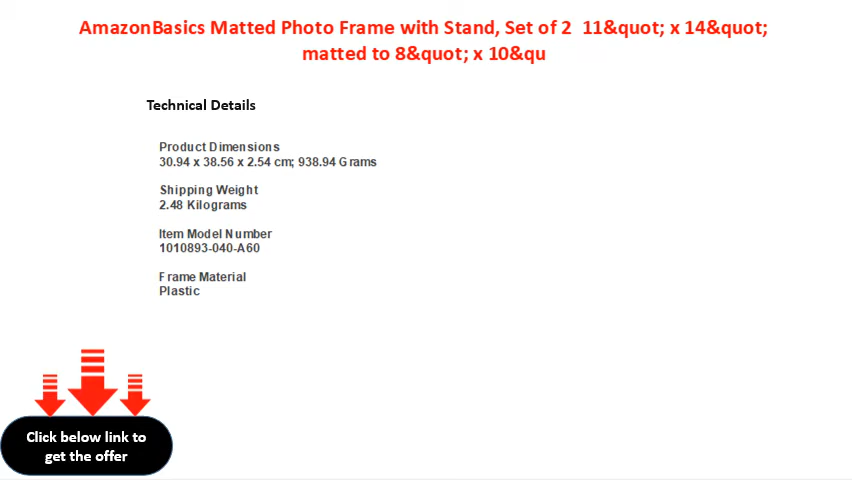 AmazonBasics Matted Photo Frame with Stand, Set of 2  11&quot; x 14&quot;
matted to 8&quot; x 10&qu
Technical Details
Product Dimensions
30.94 x 38.56 x 2.54 cm; 938.94 Grams
Shipping Weight
2.48 Kilograms
Item Model Number
1010893-040-A60
Frame Material
Plastic
Click below link to
get the offer